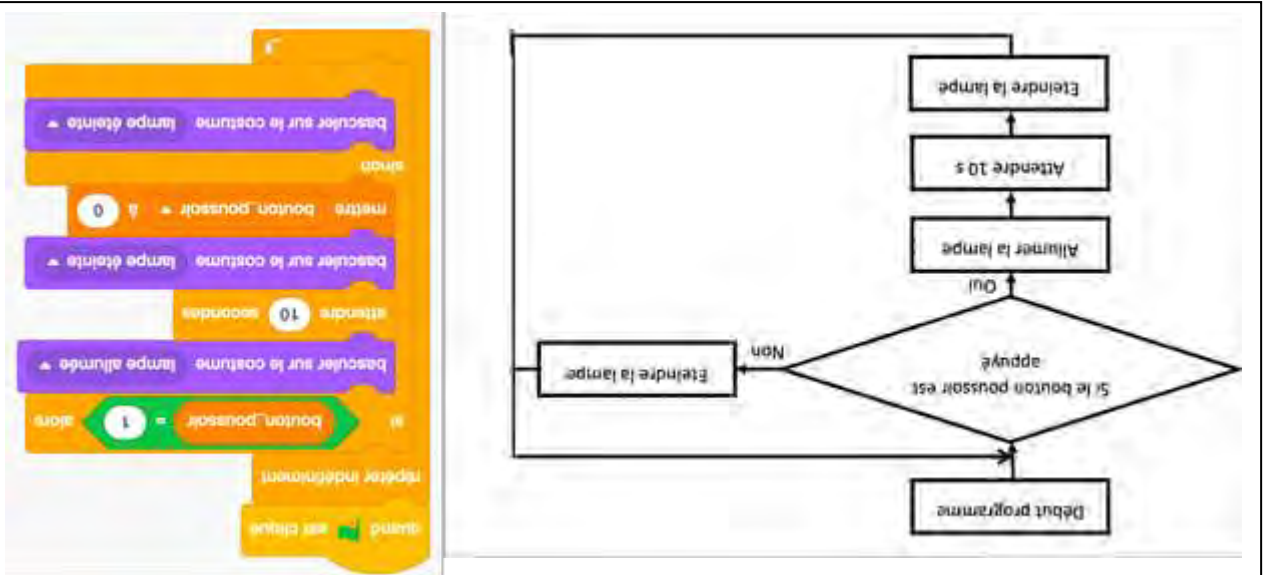 Début programme
Si le bouton poussoir est
appuyé
Non
Eteindre la lampe
Oui
Allumer la lampe
Attendre 10 s
Eteindre la lampe
quand est cliqué
répéter indéfiniment
si bouton_poussoir = 1 alors
basculer sur le costume lampe allumée
attendre 10 secondes
basculer sur le costume lampe éteinte
mettre bouton_poussoir à 0
sinon
basculer sur le costume lampe éteinte